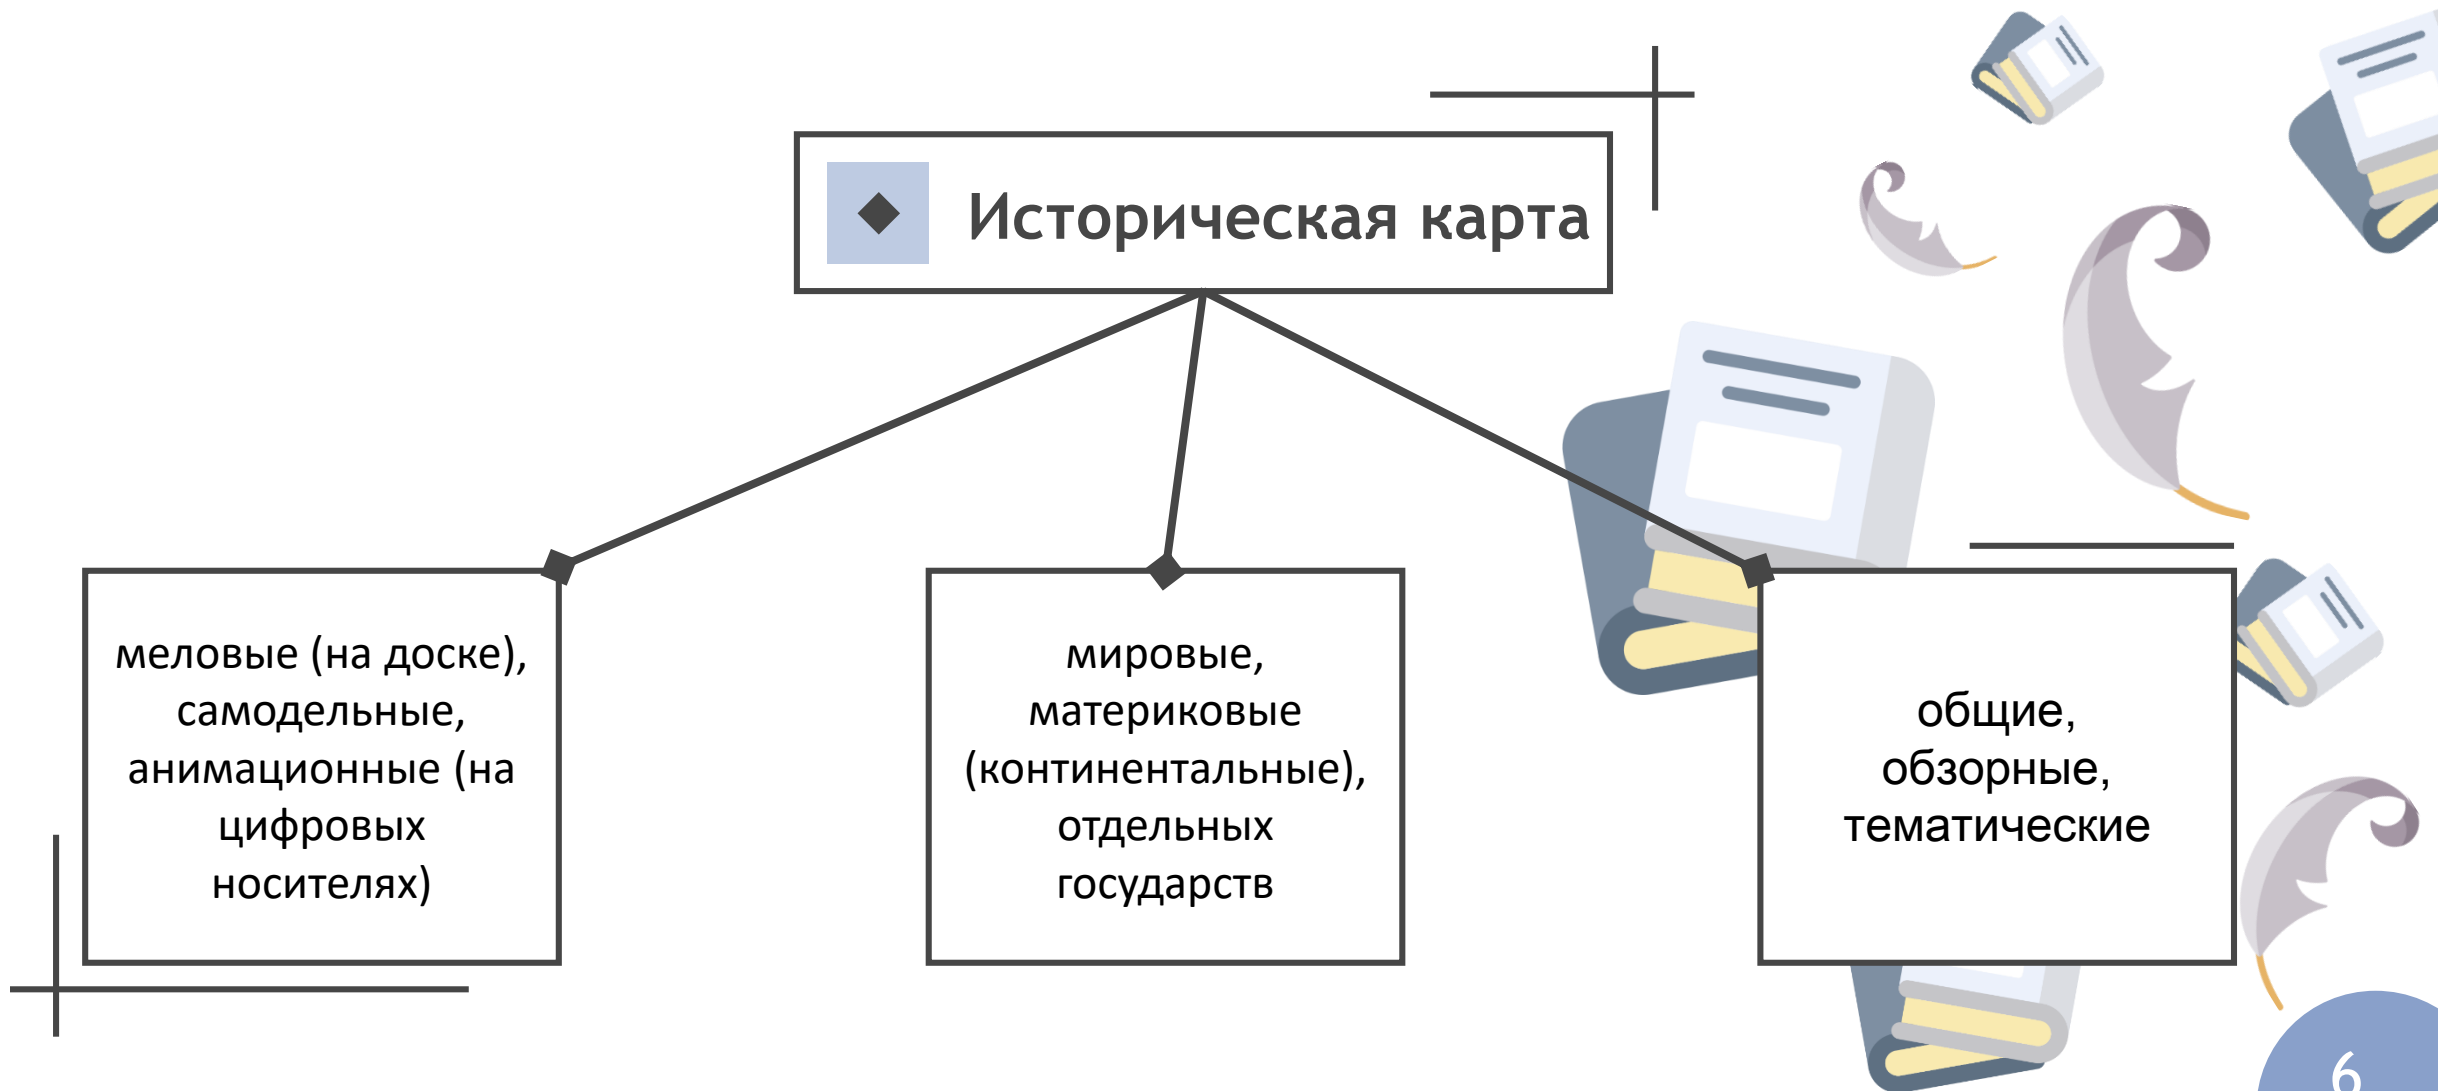 Историческая карта
меловые (на доске),
самодельные,
анимационные (на
цифровых
носителях)
мировые,
материковые
(континентальные),
отдельных
государств
общие,
обзорные,
тематические
6